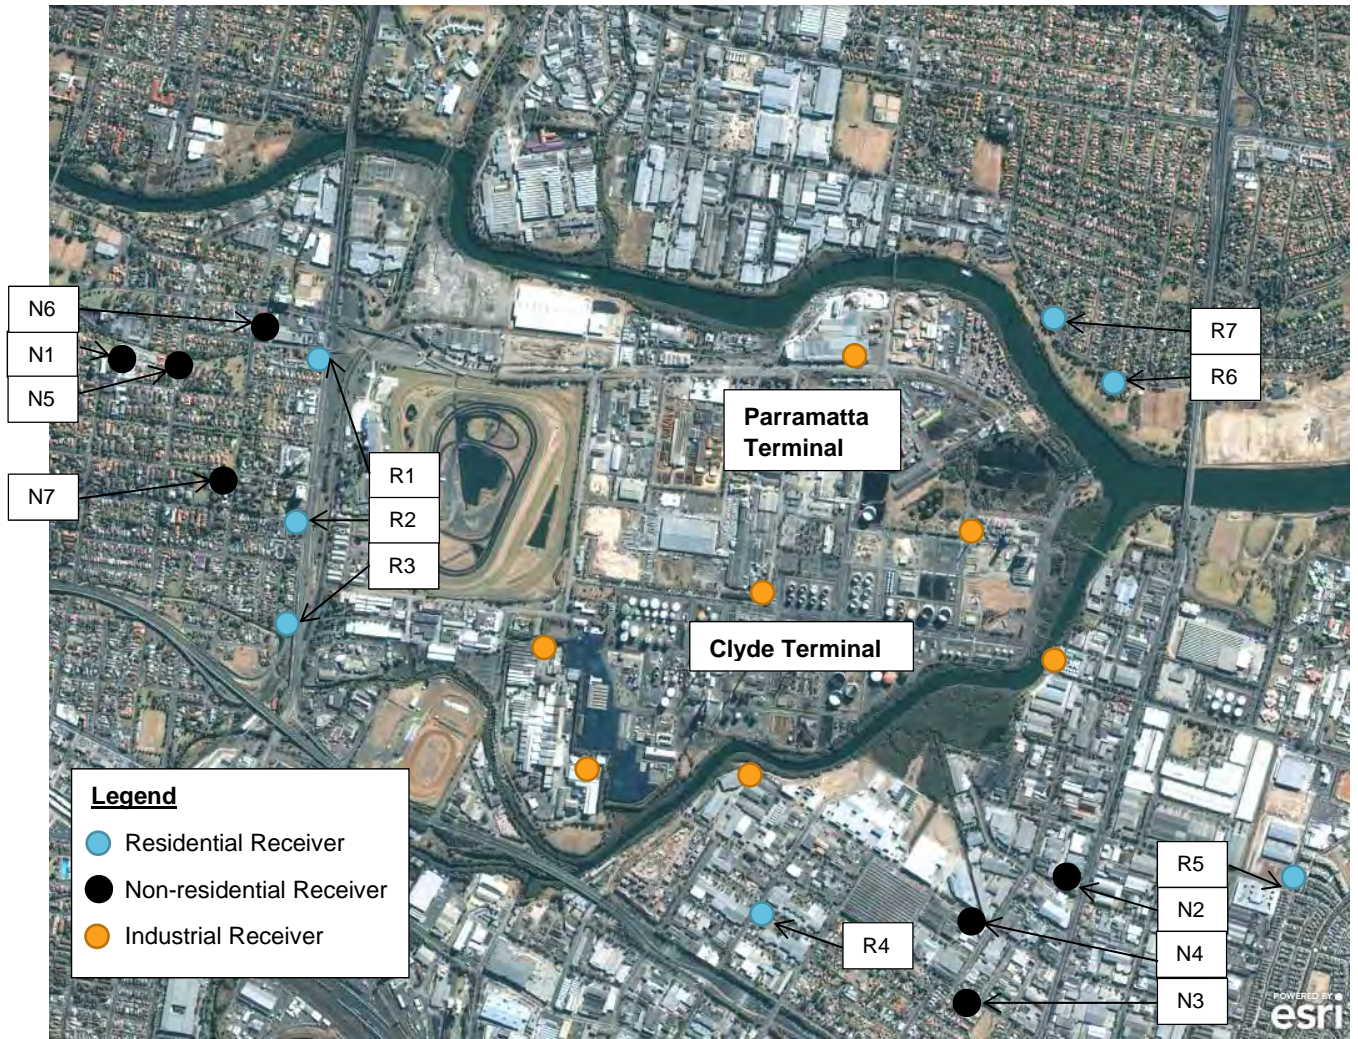 N6
N1
N5
N7
R1
R2
R3
R7
R6
Parramatta
Terminal
Clyde Terminal
Legend
Residential Receiver
Non-residential Receiver
Industrial Receiver
R4
R5
N2
N4
N3
POWERED BY
esri